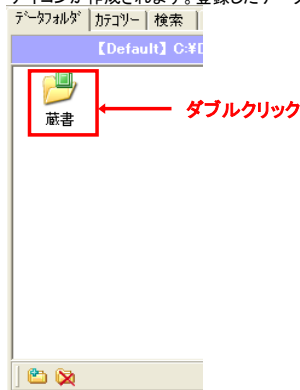 アイコンが作成されます。登録したデータ
ﾃﾞｰﾀﾌｫﾙﾀﾞ カテゴリー 検索
【Default】C:¥D
蔵書
ダブルクリック